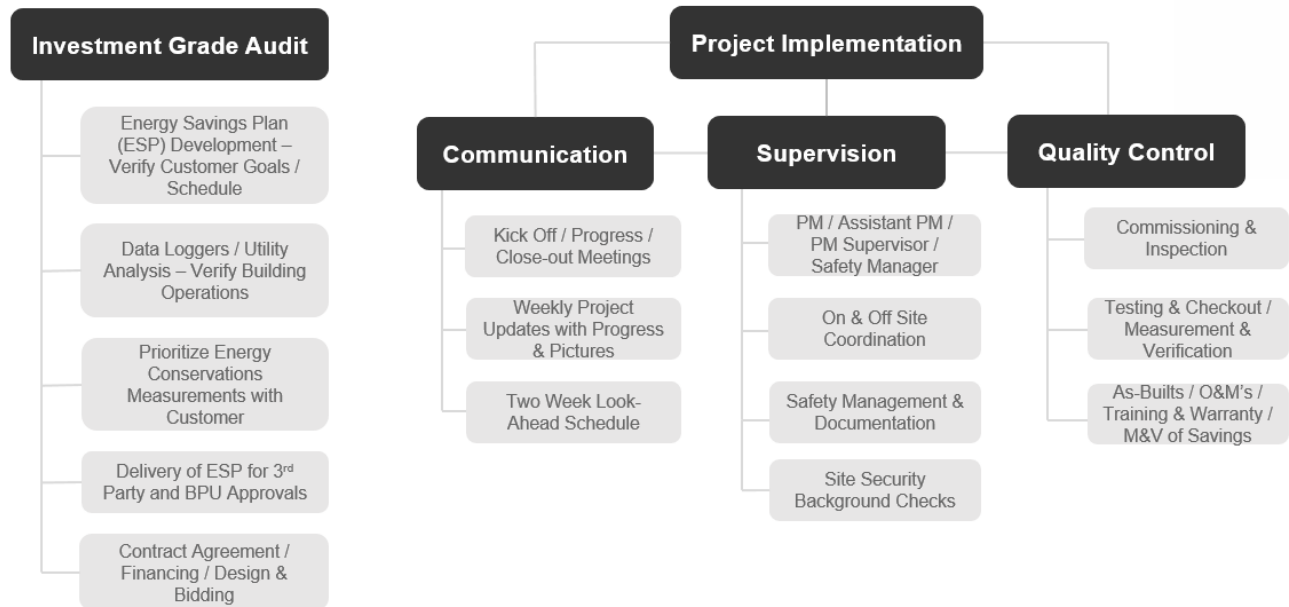 Investment Grade Audit
Energy Savings Plan
(ESP) Development –
Verify Customer Goals /
Schedule
Data Loggers / Utility
Analysis – Verify Building
Operations
Prioritize Energy
Conservations
Measurements with
Customer
Delivery of ESP for 3rd
Party and BPU Approvals
Contract Agreement /
Financing / Design &
Bidding
Project Implementation
Communication
Kick Off / Progress /
Close-out Meetings
Weekly Project
Updates with Progress
& Pictures
Two Week Look-
Ahead Schedule
Supervision
PM / Assistant PM /
PM Supervisor /
Safety Manager
On & Off Site
Coordination
Safety Management &
Documentation
Site Security
Background Checks
Quality Control
Commissioning &
Inspection
Testing & Checkout /
Measurement &
Verification
As-Builts / O&M's /
Training & Warranty /
M&V of Savings